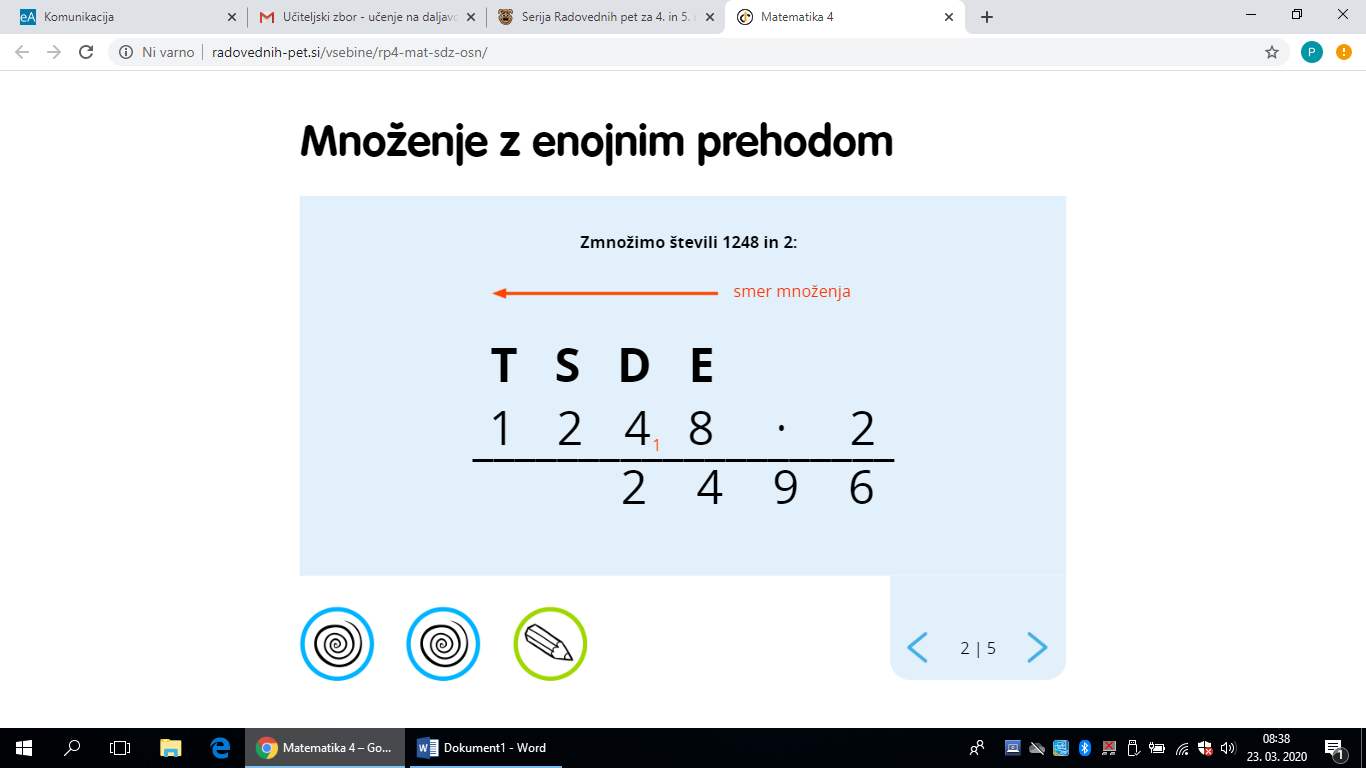 Komunikacija
Učiteljski zbor - učenje na daljavo
Serija Radovednih pet za 4. in 5. r
Matematika 4
Ni varno
radovednih-pet.si/vsebine/rp4-mat-sdz-osn/
P
Množenje z enojnim prehodom
Zmnožimo števili 1248 in 2:
smer množenja
T S D E
1 2 4 1 8 · 2
2 4 9 6
2 | 5
Matematika 4 – Go...
Dokument1 - Word
08:38
23. 03. 2020
1